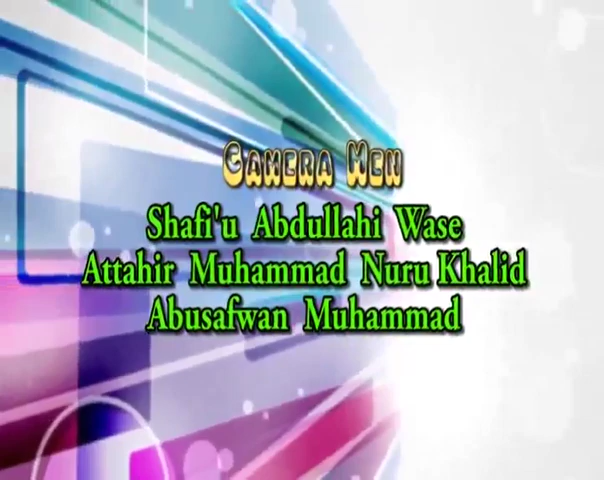 Camera Men
Shafi'u Abdullahi Wase
Attahir Muhammad Nuru Khalid
Abusafwan Muhammad